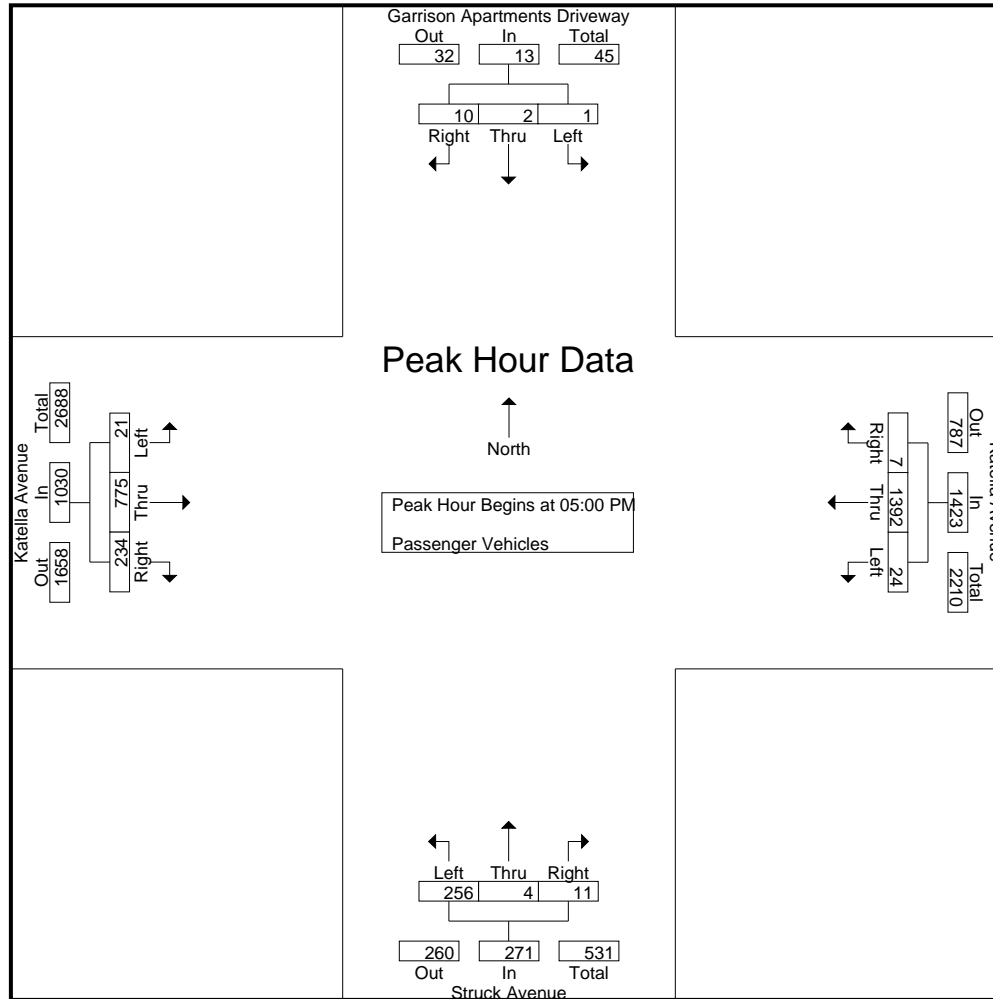 Garrison Apartments Driveway
Out In Total
32 13 45
10 2 1
Right Thru Left
Peak Hour Data
North
Peak Hour Begins at 05:00 PM
Passenger Vehicles
Katella Avenue
Total In Out
2688 1030 1658
21 775 234
Left Thru Right
Right Thru Left
7 1392 24
787 1423 2210
Out In Total
Katella Avenue
Left Thru Right
256 4 11
260 271 531
Out In Total
Struck Avenue